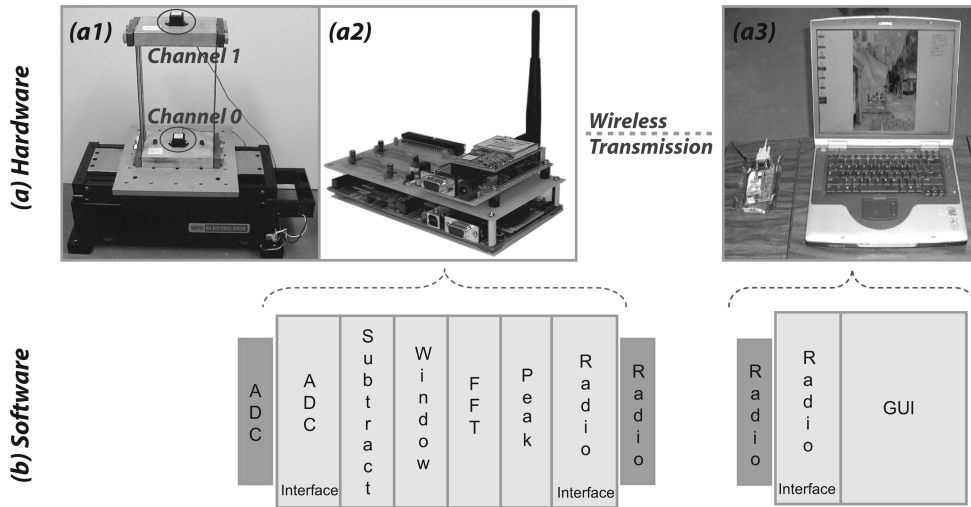 (a) Hardware
(a1)
Channel 1
Channel 0
(a2)
Wireless
Transmission
(a3)
(b) Software
ADC
ADC
Interface
Subtract
Window
FFT
Peak
Radio
Interface
Radio
Radio
Radio
Interface
GUI